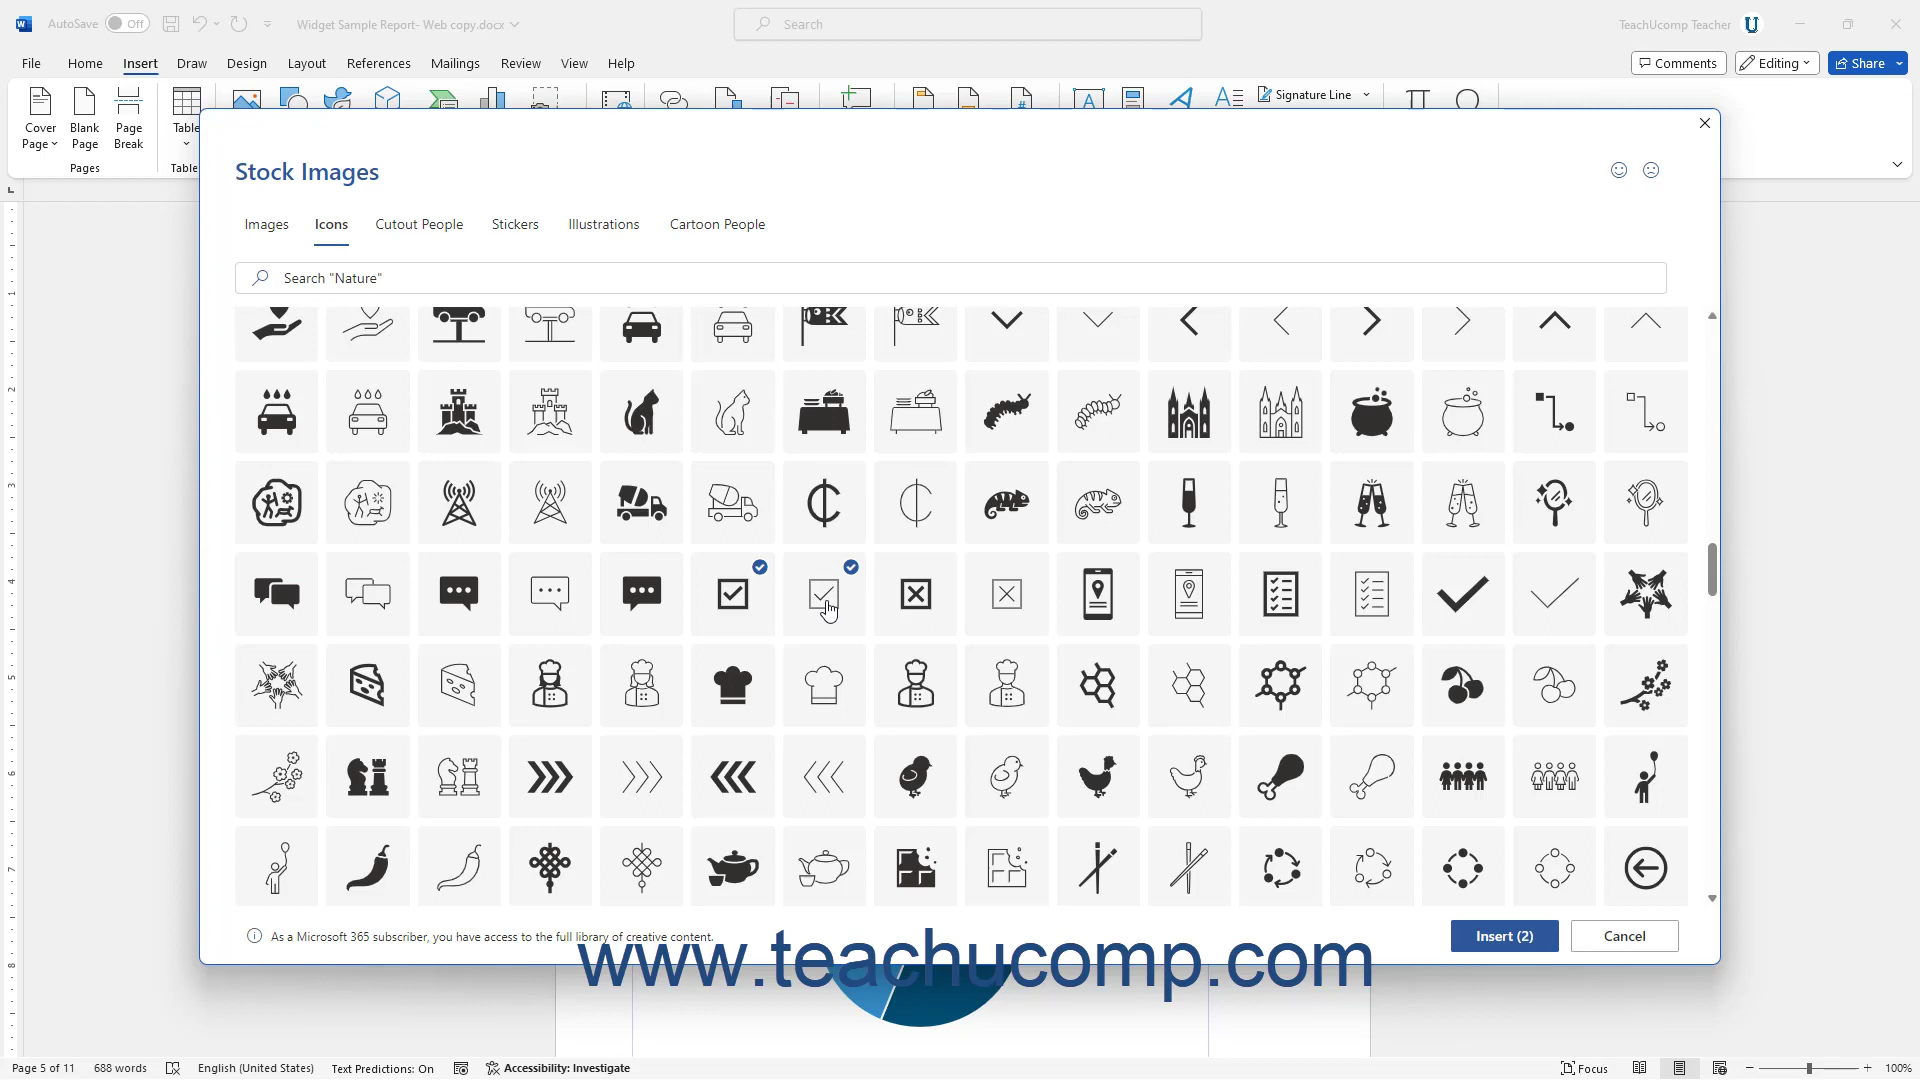 AutoSave Off Widget Sample Report- Web copy.docx Search TeachUcomp Teacher
File Home Insert Draw Design Layout References Mailings Review View Help Comments Editing Share
Cover Page Blank Page Page Break Table Signature Line
Pages Table
Stock Images
Images Icons Cutout People Stickers Illustrations Cartoon People
Search "Nature"
As a Microsoft 365 subscriber, you have access to the full library of creative content.
Insert (2) Cancel
www.teachucomp.com
Page 5 of 11 688 words English (United States) Text Predictions: On Accessibility: Investigate Focus 100%